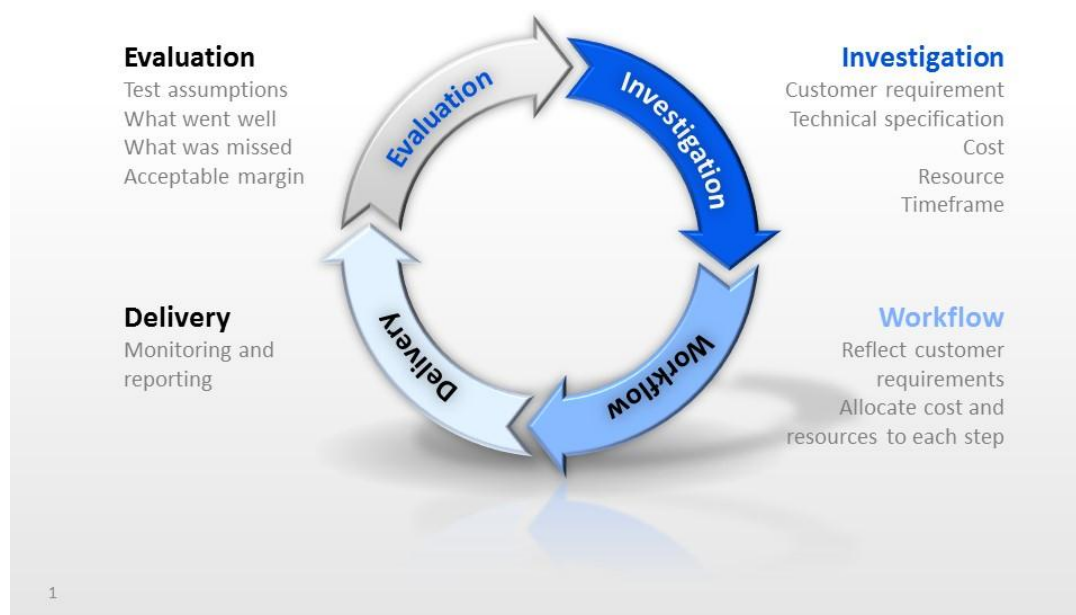 Evaluation
Test assumptions
What went well
What was missed
Acceptable margin
Evaluation
Investigation
Investigation
Customer requirement
Technical specification
Cost
Resource
Timeframe
Delivery
Monitoring and
reporting
Delivery
Workflow
Workflow
Reflect customer
requirements
Allocate cost and
resources to each step
1